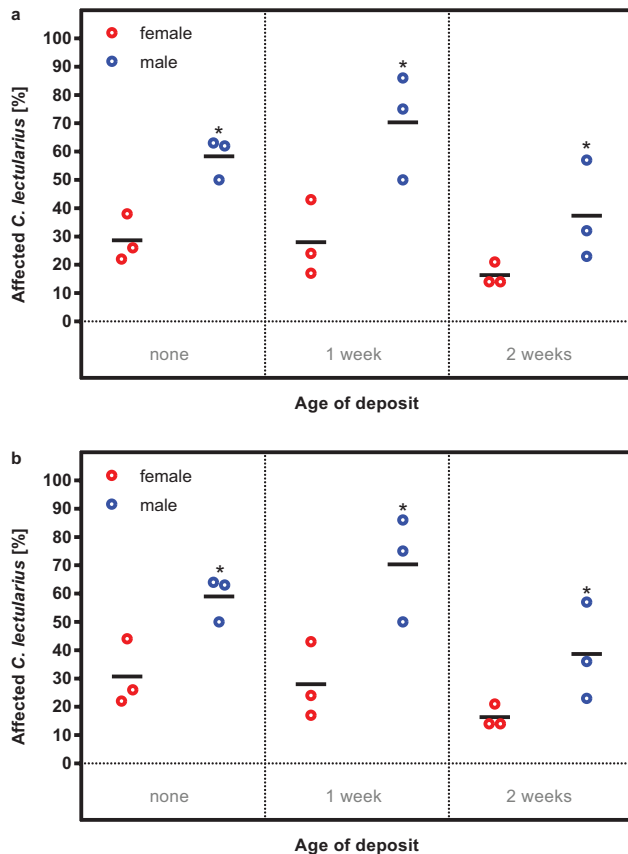 a
Affected C. lectularius [%]
100
90
80
70
60
50
40
30
20
10
0
female
male
*
*
*
none
1 week
2 weeks
Age of deposit
b
Affected C. lectularius [%]
100
90
80
70
60
50
40
30
20
10
0
female
male
*
*
*
none
1 week
2 weeks
Age of deposit